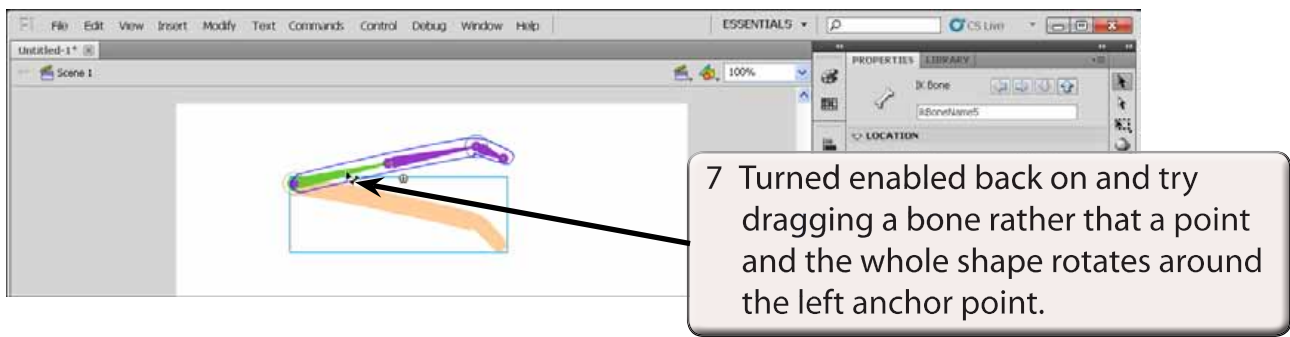 Fl File Edit View Insert Modify Text Commands Control Debug Window Help ESSENTIALS CS Live
Untitled-1*
Scene 1 100%
PROPERTIES LIBRARY
IK Bone
ikBoneName5
LOCATION
7 Turned enabled back on and try
dragging a bone rather that a point
and the whole shape rotates around
the left anchor point.